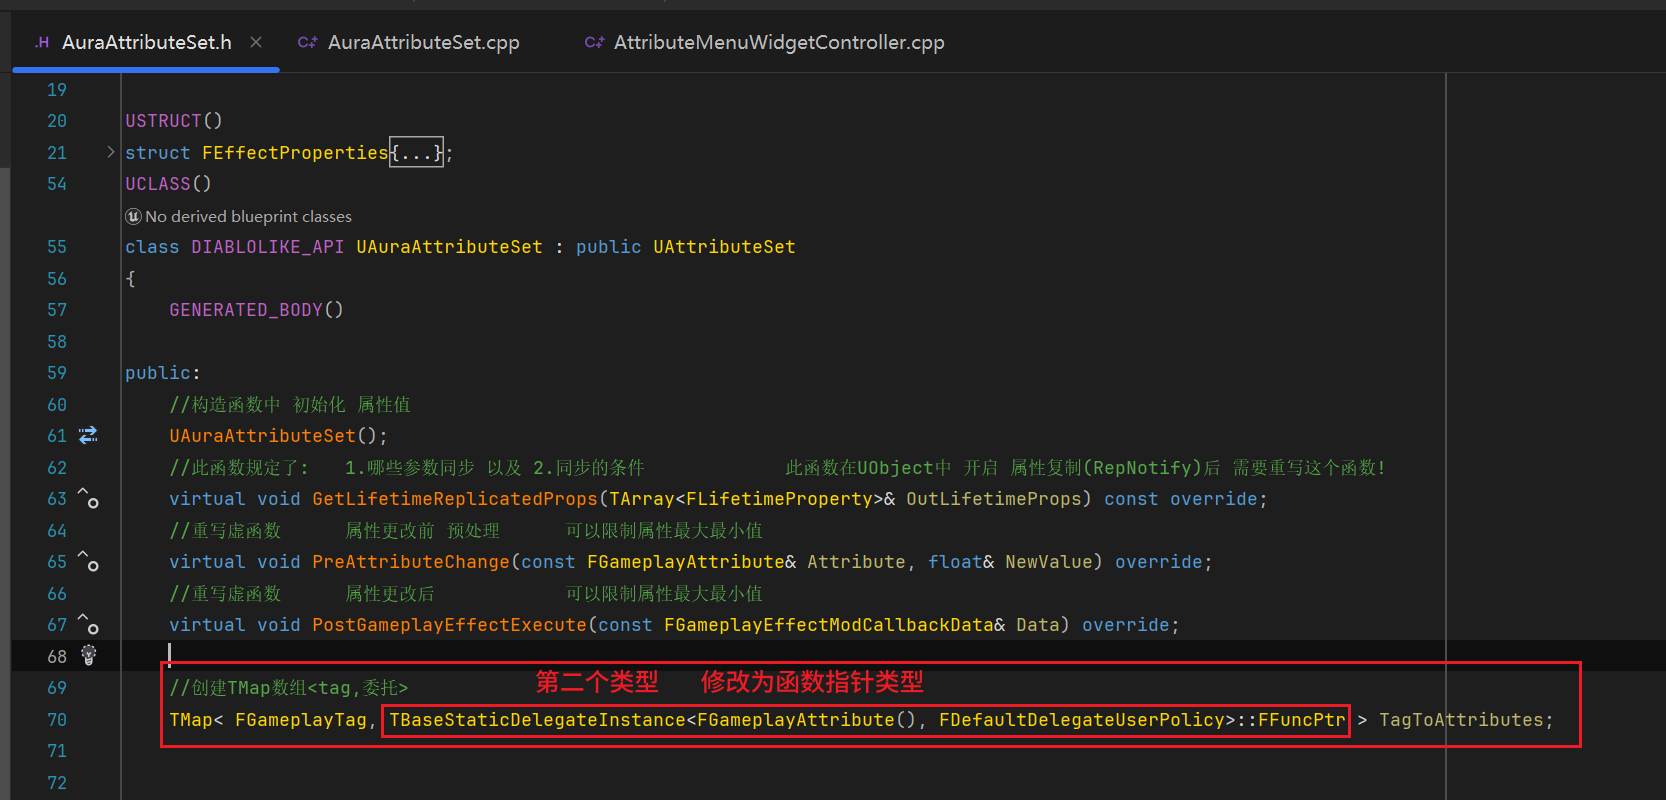 .H AuraAttributeSet.h × C++ AuraAttributeSet.cpp C++ AttributeMenuWidgetController.cpp
19
20 USTRUCT()
21 > struct FEffectProperties{...};
54 UCLASS()
No derived blueprint classes
55 class DIABLOLIKE_API UAuraAttributeSet : public UAttributeSet
56 {
57 GENERATED_BODY()
58
59 public:
60 //构造函数中 初始化 属性值
61 UAuraAttributeSet();
62 //此函数规定了: 1.哪些参数同步 以及 2.同步的条件 此函数在UObject中 开启 属性复制(RepNotify)后 需要重写这个函数!
63 virtual void GetLifetimeReplicatedProps(TArray<FLifetimeProperty>& OutLifetimeProps) const override;
64 //重写虚函数 属性更改前 预处理 可以限制属性最大最小值
65 virtual void PreAttributeChange(const FGameplayAttribute& Attribute, float& NewValue) override;
66 //重写虚函数 属性更改后 可以限制属性最大最小值
67 virtual void PostGameplayEffectExecute(const FGameplayEffectModCallbackData& Data) override;
68
69 //创建TMap数组<tag,委托> 第二个类型 修改为函数指针类型
70 TMap< FGameplayTag, TBaseStaticDelegateInstance<FGameplayAttribute(), FDefaultDelegateUserPolicy>::FFuncPtr > TagToAttributes;
71
72